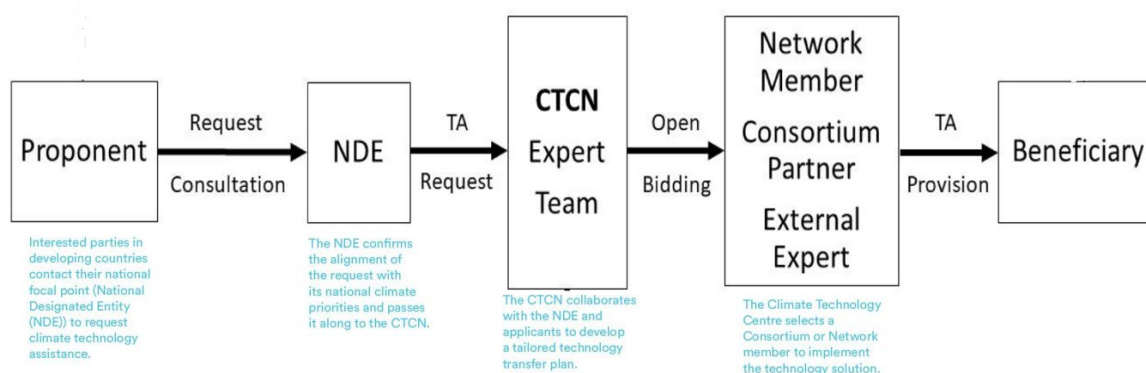 Proponent
Request
Consultation
NDE
TA
Request
CTCN
Expert
Team
Open
Bidding
Network
Member
Consortium
Partner
External
Expert
TA
Provision
Beneficiary
Interested parties in
developing countries
contact their national
focal point (National
Designated Entity
(NDE)) to request
climate technology
assistance.
The NDE confirms
the alignment of
the request with
its national climate
priorities and passes
it along to the CTCN.
The CTCN collaborates
with the NDE and
applicants to develop
a tailored technology
transfer plan.
The Climate Technology
Centre selects a
Consortium or Network
member to implement
the technology solution.